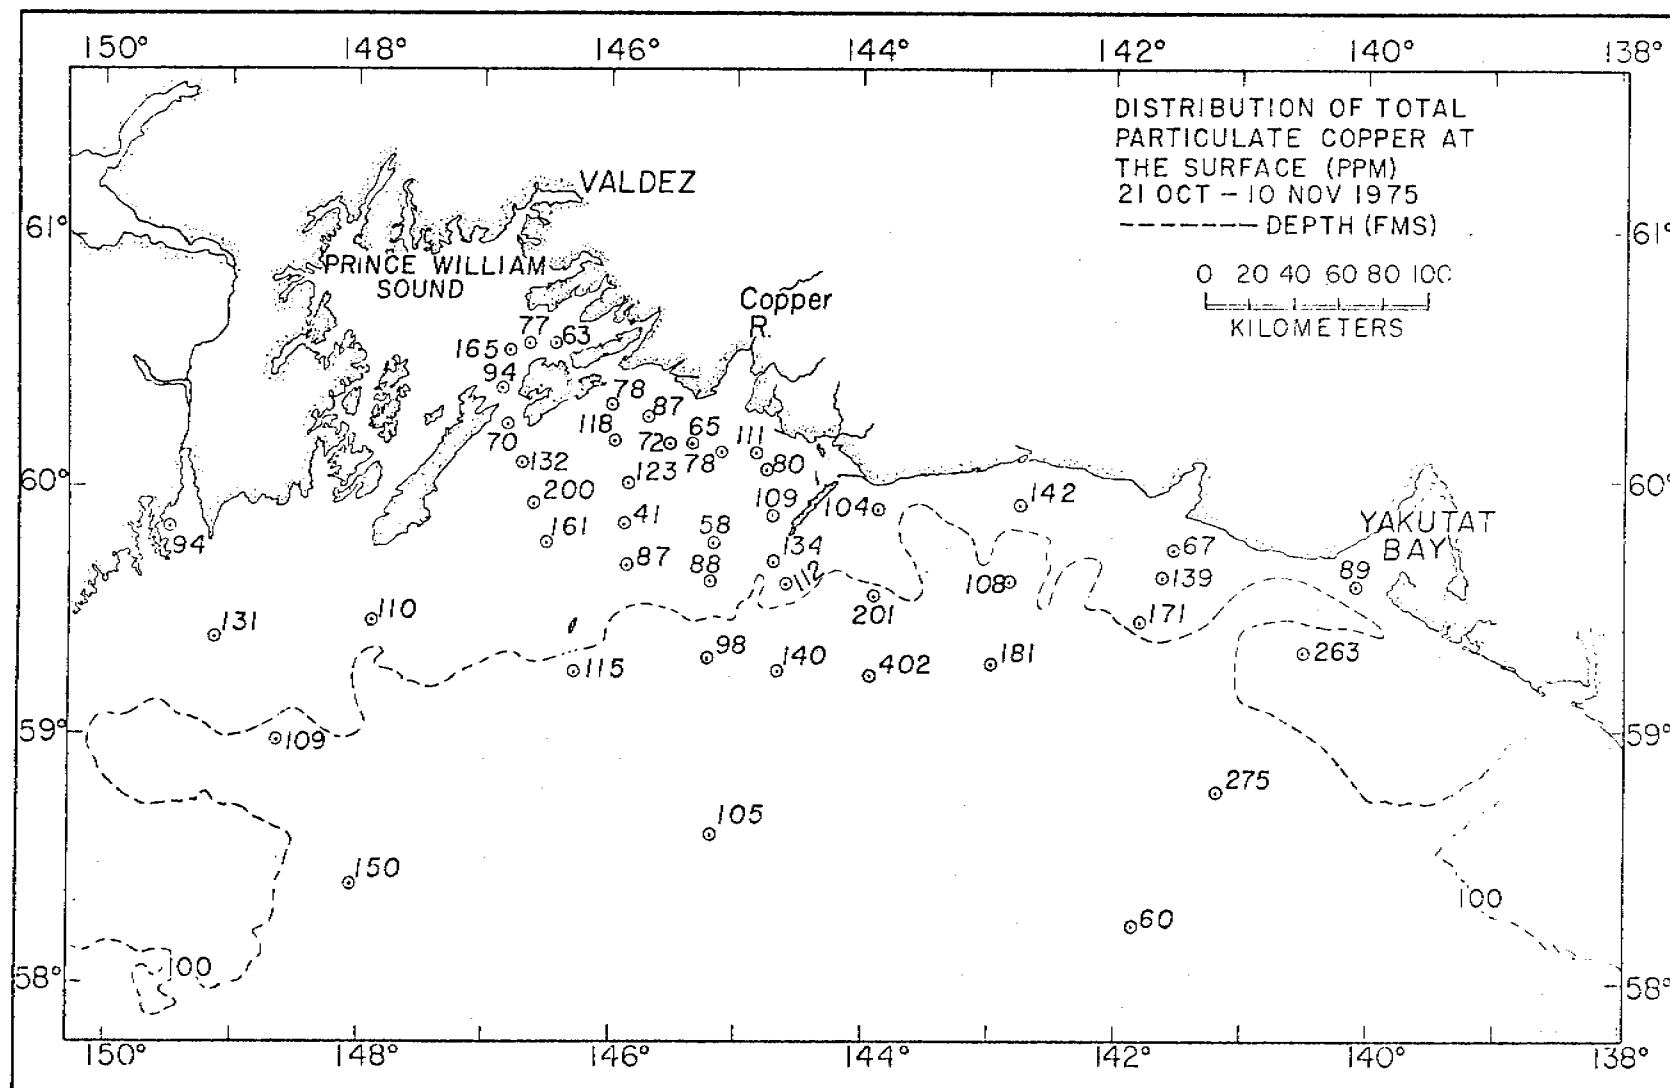 150° 148° 146° 144° 142° 140° 138°
DISTRIBUTION OF TOTAL
PARTICULATE COPPER AT
THE SURFACE (PPM)
21 OCT – 10 NOV 1975
DEPTH (FMS)
VALDEZ
61° 61°
PRINCE WILLIAM
SOUND
0 20 40 60 80 100
KILOMETERS
Copper
R.
77 63
165
94
78
87
118 72 65 111
70
132 123 78 80
60° 60°
200 109 104 142
161 41 58
YAKUTAT
BAY
94
87 88 134 67
112 108 139 89
201
131 110 171
98
115 140 402 181 263
59° 59°
109
275
105
150
100
60
100
58° 58°
150° 148° 146° 144° 142° 140° 138°